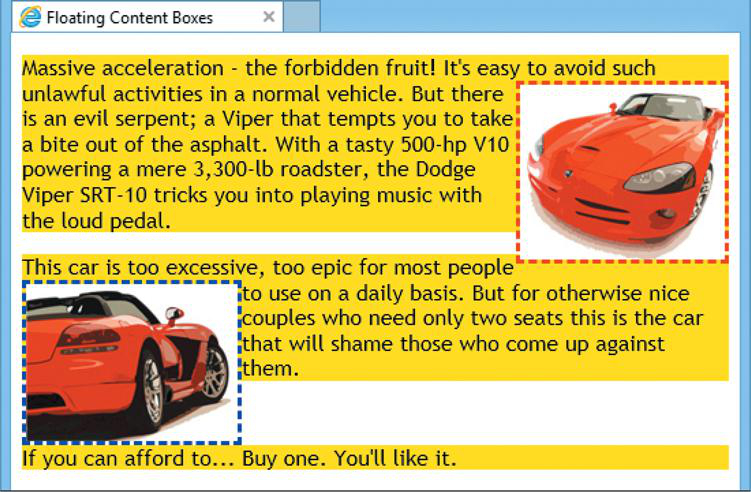 Floating Content Boxes
Massive acceleration - the forbidden fruit! It's easy to avoid such
unlawful activities in a normal vehicle. But there
is an evil serpent; a Viper that tempts you to take
a bite out of the asphalt. With a tasty 500-hp V10
powering a mere 3,300-lb roadster, the Dodge
Viper SRT-10 tricks you into playing music with
the loud pedal.
This car is too excessive, too epic for most people
to use on a daily basis. But for otherwise nice
couples who need only two seats this is the car
that will shame those who come up against
them.
If you can afford to... Buy one. You'll like it.